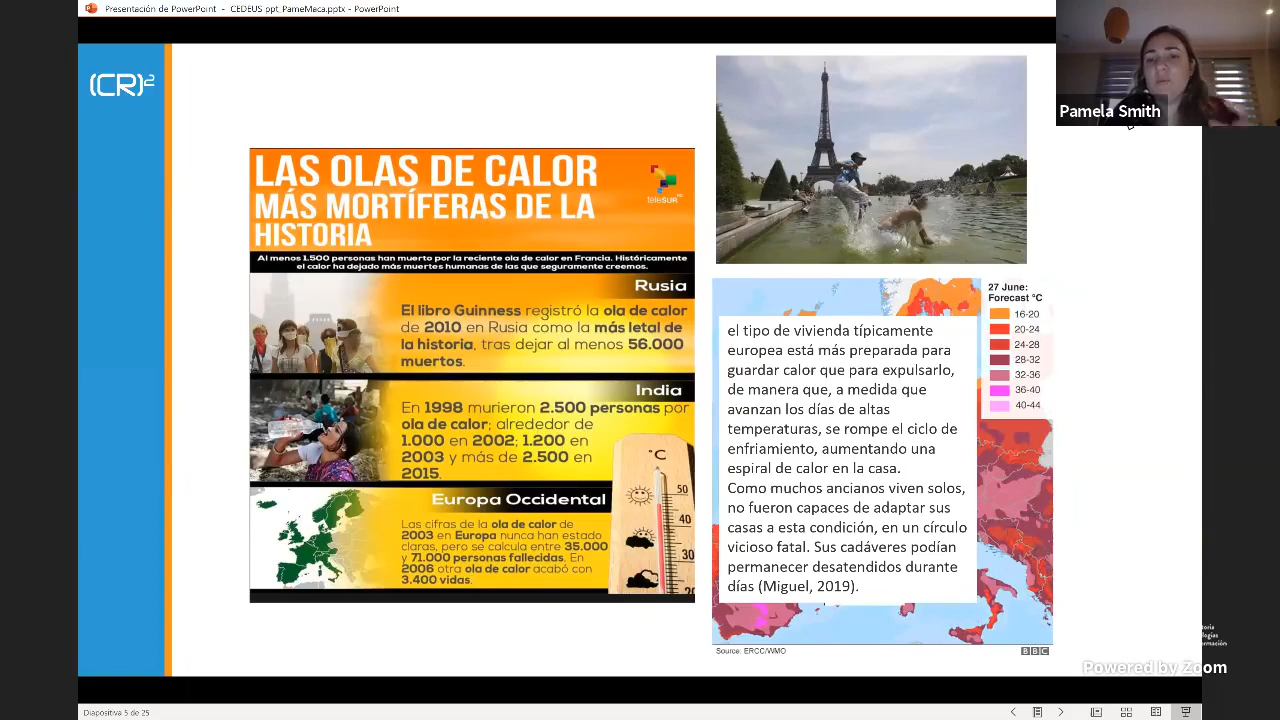 Presentación de PowerPoint - CEDEUS ppt_PameMaca.pptx - PowerPoint
(CR)²
Pamela Smith
LAS OLAS DE CALOR
MÁS MORTÍFERAS DE LA
HISTORIA
teleSUR
Al menos 1.500 personas han muerto por la reciente ola de calor en Francia. Históricamente
el calor ha dejado más muertes humanas de las que seguramente creemos.
Rusia
El libro Guinness registró la ola de calor
de 2010 en Rusia como la más letal de
la historia, tras dejar al menos 56.000
muertos.
India
En 1998 murieron 2.500 personas por
ola de calor; alrededor de
1.000 en 2002; 1.200 en
2003 y más de 2.500 en
2015.
Europa Occidental
Las cifras de la ola de calor de
2003 en Europa nunca han estado
claras, pero se calcula entre 35.000
y 71.000 personas fallecidas. En
2006 otra ola de calor acabó con
3.400 vidas.
°C
50
40
30
20
27 June:
Forecast °C
16-20
20-24
24-28
28-32
32-36
36-40
40-44
el tipo de vivienda típicamente
europea está más preparada para
guardar calor que para expulsarlo,
de manera que, a medida que
avanzan los días de altas
temperaturas, se rompe el ciclo de
enfriamiento, aumentando una
espiral de calor en la casa.
Como muchos ancianos viven solos,
no fueron capaces de adaptar sus
casas a esta condición, en un círculo
vicioso fatal. Sus cadáveres podían
permanecer desatendidos durante
días (Miguel, 2019).
Source: ERCC/WMO
BBC
Powered by Zoom
Diapositiva 5 de 25